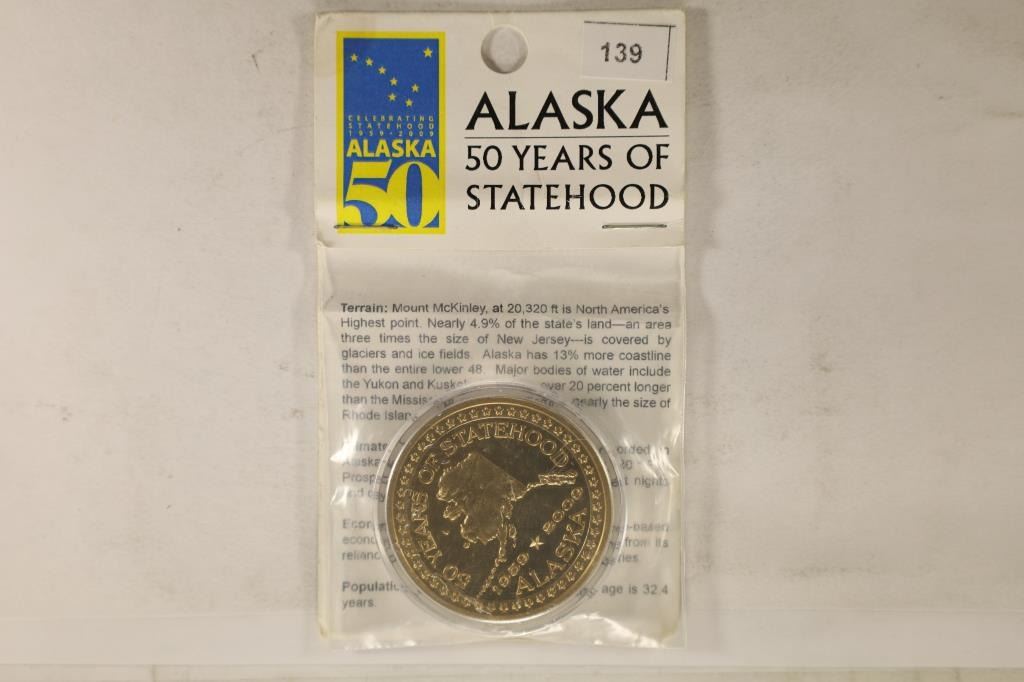 139
CELEBRATING
STATEHOOD
1959-2009
ALASKA
50
ALASKA
50 YEARS OF
STATEHOOD
Terrain: Mount McKinley, at 20,320 ft is North America's
Highest point. Nearly 4.9% of the state's land—an area
three times the size of New Jersey---is covered by
glaciers and ice fields. Alaska has 13% more coastline
than the entire lower 48. Major bodies of water include
the Yukon and over 20 percent longer
than the nearly the size of
Rhode
nights
from its
age is 32.4
years.
50 YEARS OF STATEHOOD
1959 ★ 2009
ALASKA